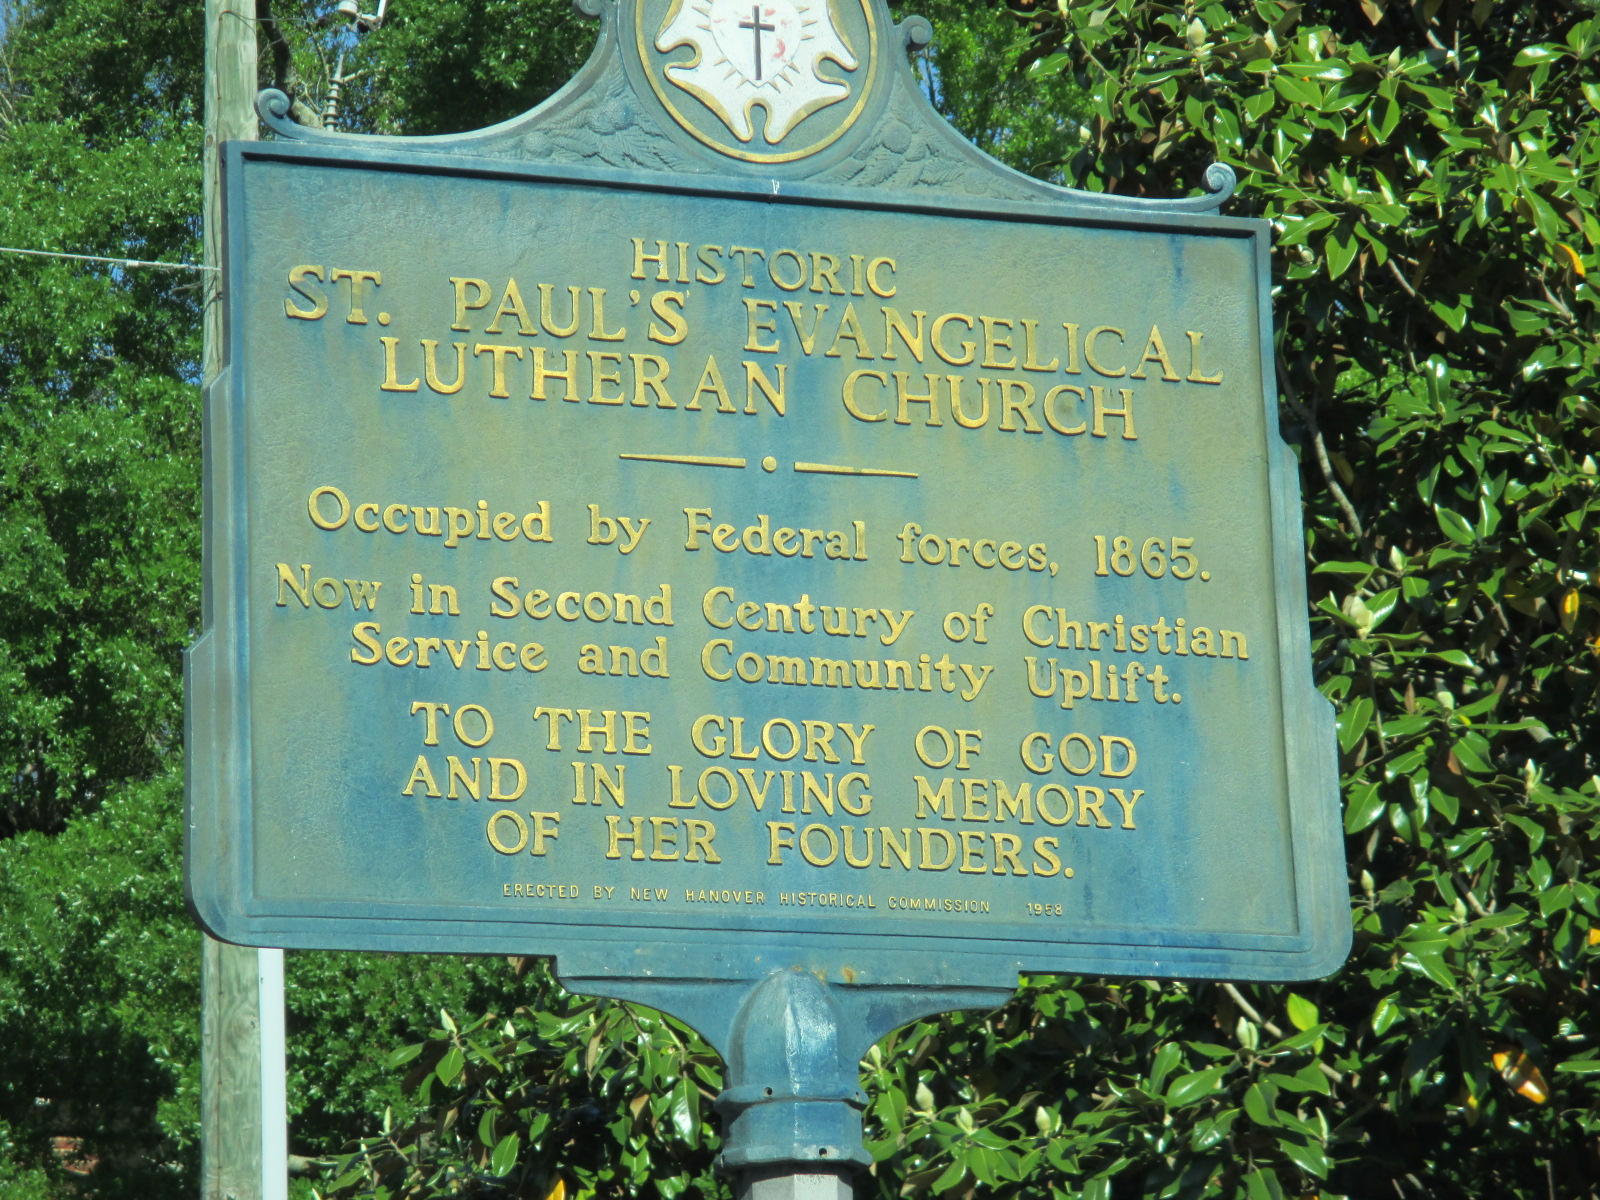 HISTORIC
ST. PAUL'S EVANGELICAL
LUTHERAN CHURCH
Occupied by Federal forces, 1865.
Now in Second Century of Christian
Service and Community Uplift.
TO THE GLORY OF GOD
AND IN LOVING MEMORY
OF HER FOUNDERS.
ERECTED BY NEW HANOVER HISTORICAL COMMISSION 1958